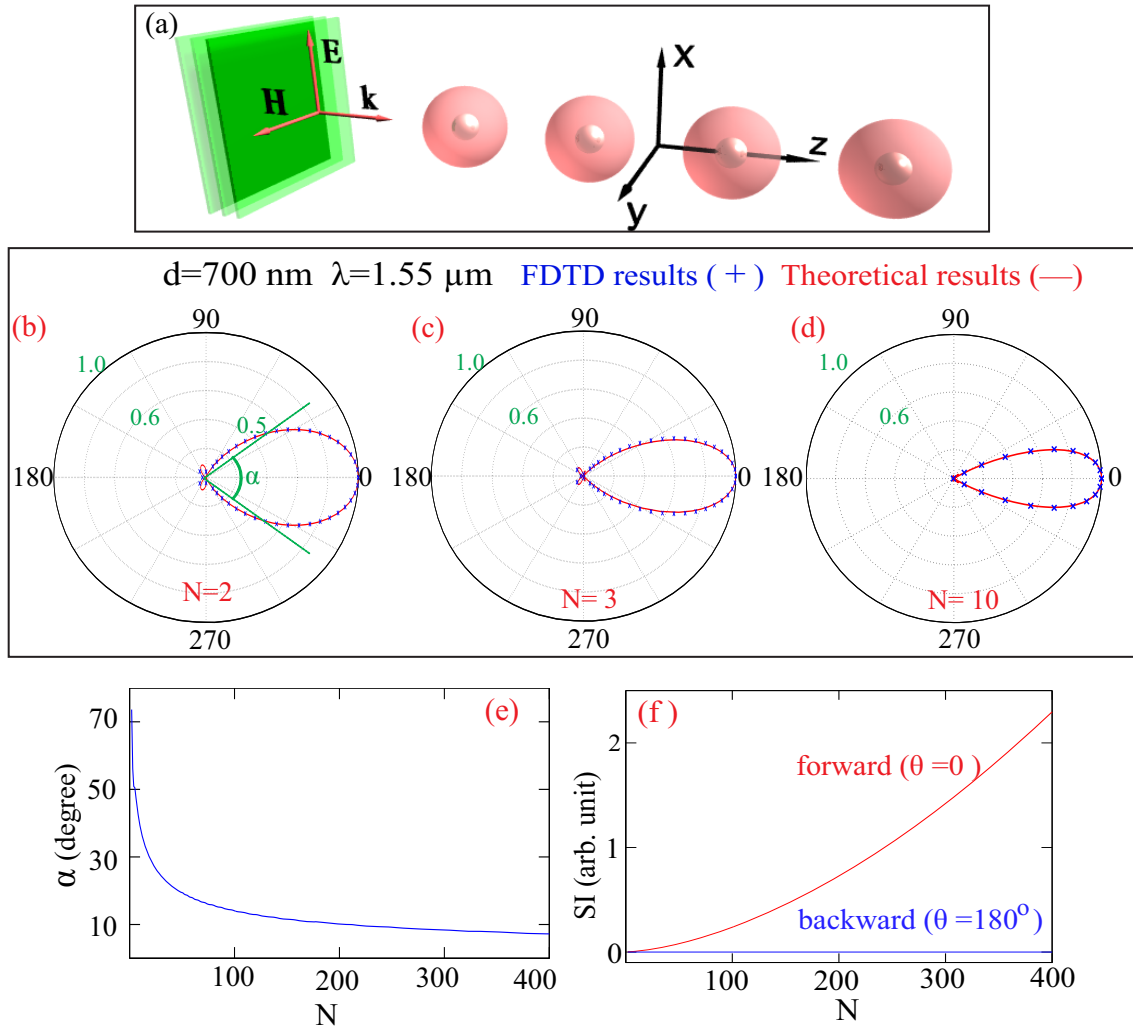 (a)
E
H
k
x
y
z
d=700 nm λ=1.55 μm FDTD results ( + ) Theoretical results (—)
(b)
90
1.0
0.6
0.5
α
180
0
N=2
270
(c)
90
1.0
0.6
180
0
N= 3
270
(d)
90
1.0
0.6
180
0
N= 10
270
(e)
70
50
30
10
α (degree)
100
200
300
400
N
(f)
2
1
0
SI (arb. unit)
forward (θ =0 )
backward (θ =180º)
100
200
300
400
N